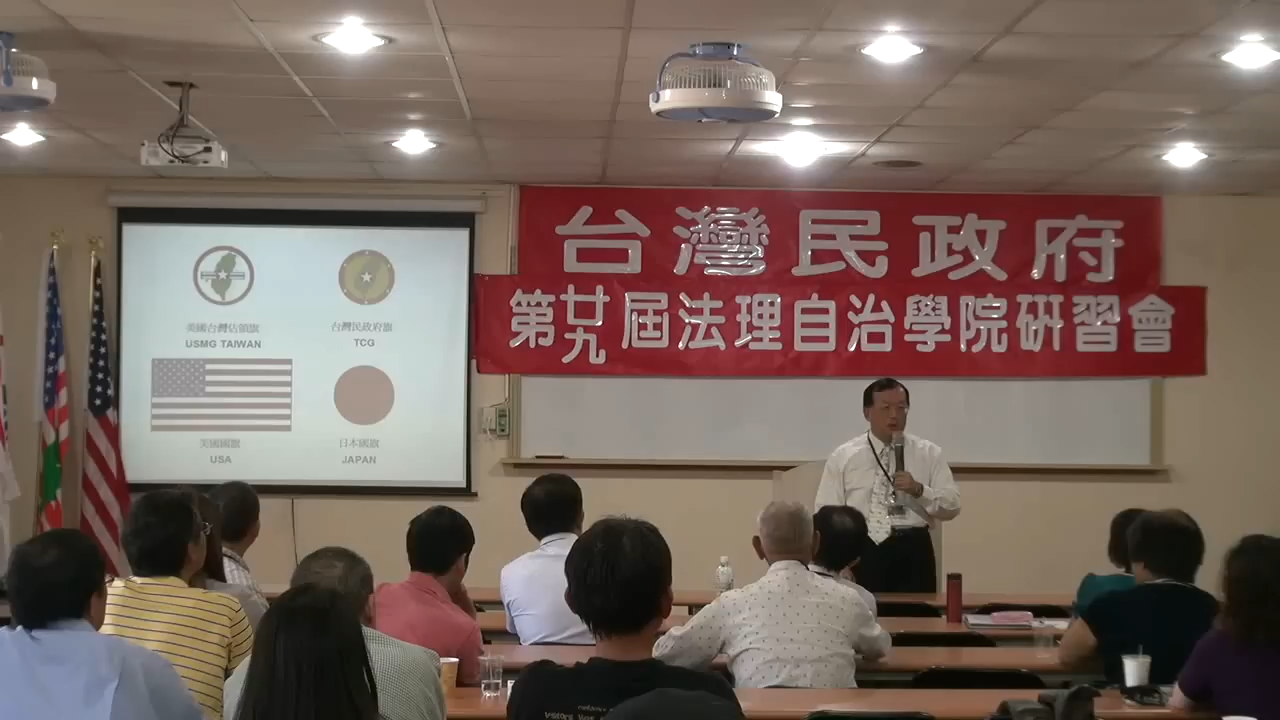 台灣民政府
第廿九屆法理自治學院研習會
美國台灣佔領旗
USMG TAIWAN
台灣民政府旗
TCG
美國國旗
USA
日本國旗
JAPAN